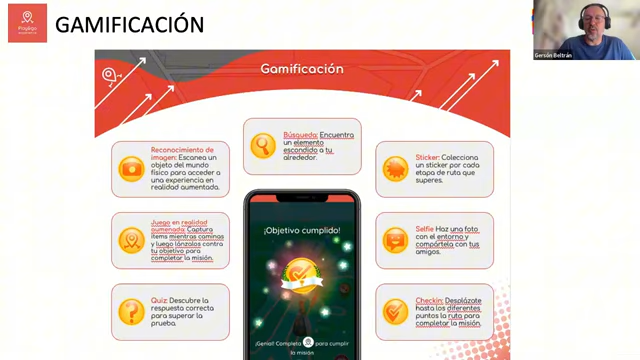 GAMIFICACIÓN
Gerson Beltrán
Gamificación
Búsqueda: Encuentra
un elemento
escondido a tu
alrededor.
Reconocimiento de
imagen: Escanea un
objeto del mundo
físico para acceder a
una experiencia en
realidad aumentada.
Sticker: Colecciona
un sticker por cada
etapa de ruta que
superes.
Juego en realidad
aumenada: Captura
ítems mientras caminas
y luego lánzalos contra
tu objetivo para
completar la misión.
¡Objetivo cumplido!
Selfie Haz una foto
con el entorno y
compártela con tus
amigos.
Quiz: Descubre la
respuesta correcta
para superar la
prueba.
Checkin: Desplázate
hasta los diferentes
puntos la ruta para
completar la misión.
¡Genio! Completa para cumplir
la misión